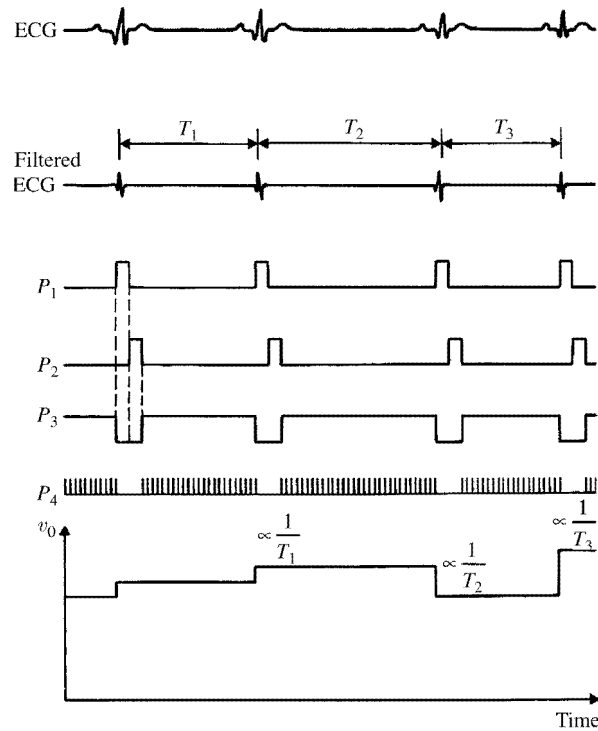 ECG
T₁ T₂ T₃
Filtered
ECG
P₁
P₂
P₃
P₄
v₀
∝ 1/T₁
∝ 1/T₂
∝ 1/T₃
Time